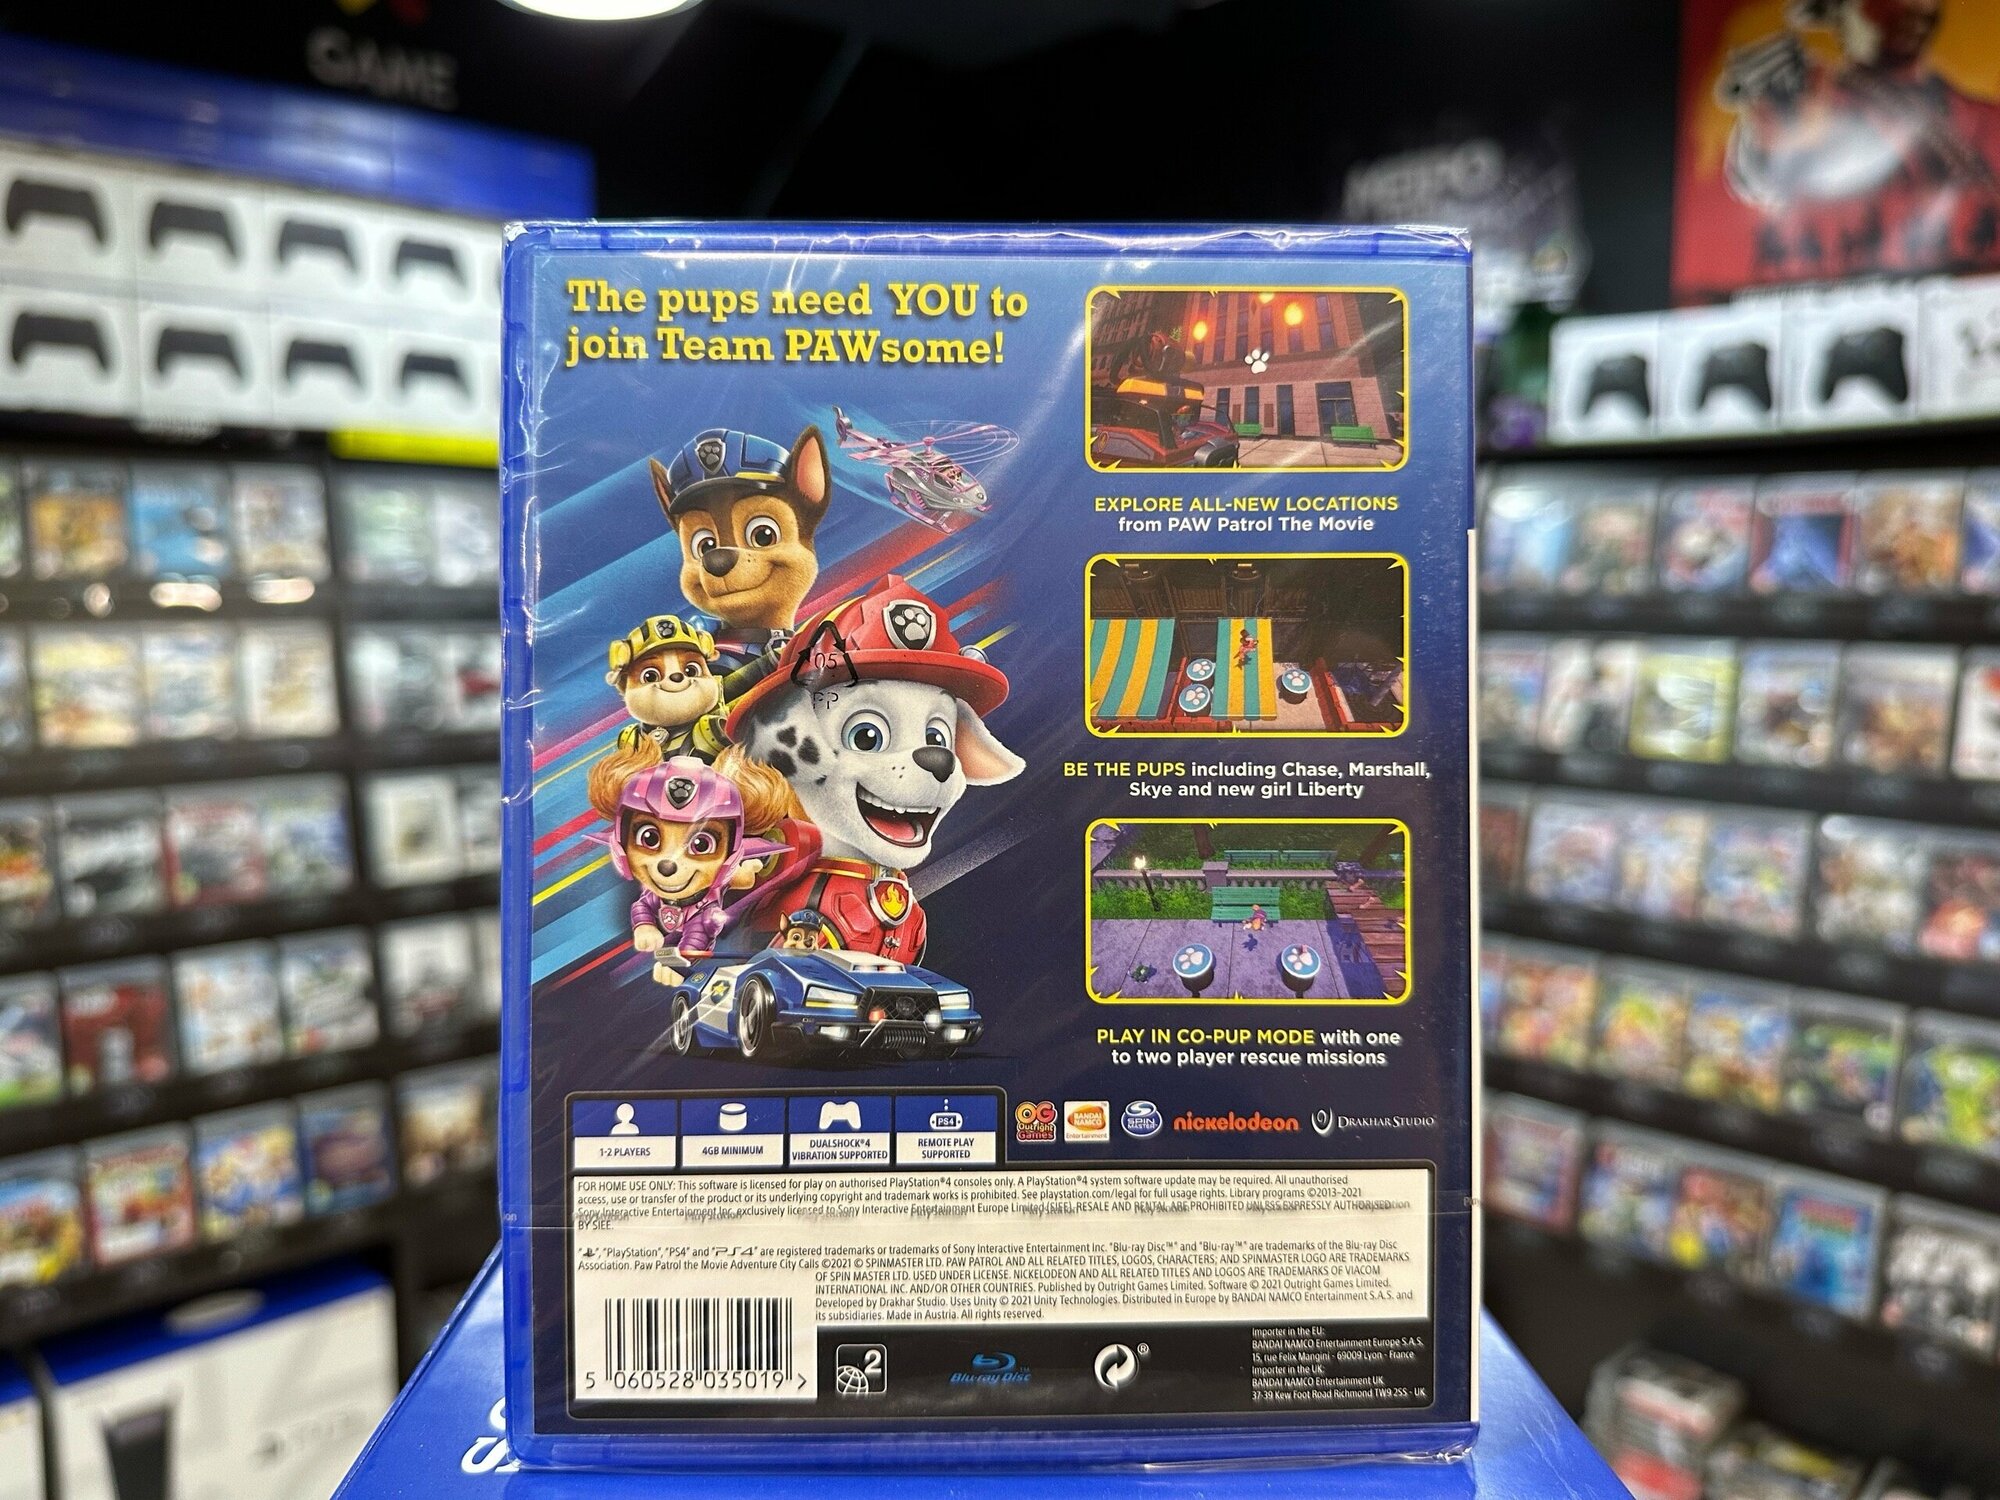 GAME
The pups need YOU to
join Team PAWsome!
05
PP
EXPLORE ALL-NEW LOCATIONS
from PAW Patrol The Movie
BE THE PUPS including Chase, Marshall,
Skye and new girl Liberty
PLAY IN CO-PUP MODE with one
to two player rescue missions
1-2 PLAYERS
4GB MINIMUM
DUALSHOCK®4
VIBRATION SUPPORTED
PS4
REMOTE PLAY
SUPPORTED
OG
Outright
Games
BANDAI
NAMCO
Entertainment
SPIN
MASTER
nickelodeon
DRAKHAR STUDIO
FOR HOME USE ONLY: This software is licensed for play on authorised PlayStation®4 consoles only. A PlayStation®4 system software update may be required. All unauthorised
access, use or transfer of the product or its underlying copyright and trademark works is prohibited. See playstation.com/legal for full usage rights. Library programs ©2013-2021
Sony Interactive Entertainment Inc. exclusively licensed to Sony Interactive Entertainment Europe Limited (SIEE). RESALE AND RENTAL ARE PROHIBITED UNLESS EXPRESSLY AUTHORISED
BY SIEE.
"PlayStation", "PS4" and "PS4" are registered trademarks or trademarks of Sony Interactive Entertainment Inc. "Blu-ray Disc™" and "Blu-ray™" are trademarks of the Blu-ray Disc
Association. Paw Patrol the Movie Adventure City Calls ©2021 © SPINMASTER LTD. PAW PATROL AND ALL RELATED TITLES, LOGOS, CHARACTERS; AND SPINMASTER LOGO ARE TRADEMARKS
OF SPIN MASTER LTD. USED UNDER LICENSE. NICKELODEON AND ALL RELATED TITLES AND LOGOS ARE TRADEMARKS OF VIACOM
INTERNATIONAL INC. AND/OR OTHER COUNTRIES. Published by Outright Games Limited. Software © 2021 Outright Games Limited.
Developed by Drakhar Studio. Uses Unity © 2021 Unity Technologies. Distributed in Europe by BANDAI NAMCO Entertainment S.A.S. and
its subsidiaries. Made in Austria. All rights reserved.
5 060528 035019 >
2
Blu-ray Disc
®
Importer in the EU:
BANDAI NAMCO Entertainment Europe S.A.S.
15, rue Felix Mangini - 69009 Lyon - France
Importer in the UK:
BANDAI NAMCO Entertainment UK
37-39 Kew Foot Road Richmond TW9 2SS - UK